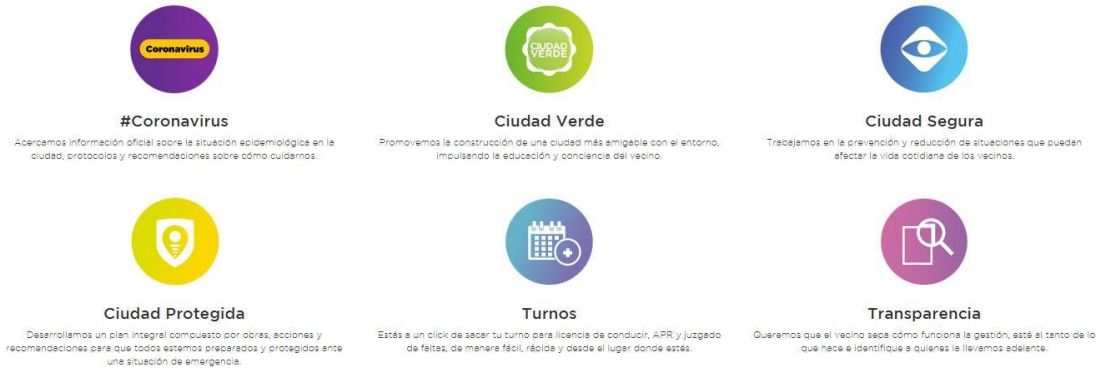 Coronavirus
#Coronavirus
Acercamos información oficial sobre la situación epidemiológica en la
ciudad, protocolos y recomendaciones sobre cómo cuidarnos.
CIUDAD
VERDE
Ciudad Verde
Promovemos la construcción de una ciudad más amigable con el entorno,
impulsando la educación y conciencia del vecino.
Ciudad Segura
Trabajamos en la prevención y reducción de situaciones que puedan
afectar la vida cotidiana de los vecinos.
Ciudad Protegida
Desarrollamos un plan integral compuesto por obras, acciones y
recomendaciones para que todos estemos preparados y protegidos ante
una situación de emergencia.
Turnos
Estás a un click de sacar tu turno para licencia de conducir, APR y juzgado
de faltas, de manera fácil, rápida y desde el lugar donde estés.
Transparencia
Queremos que el vecino sepa cómo funciona la gestión, esté al tanto de lo
que hace e identifique a quienes la llevamos adelante.